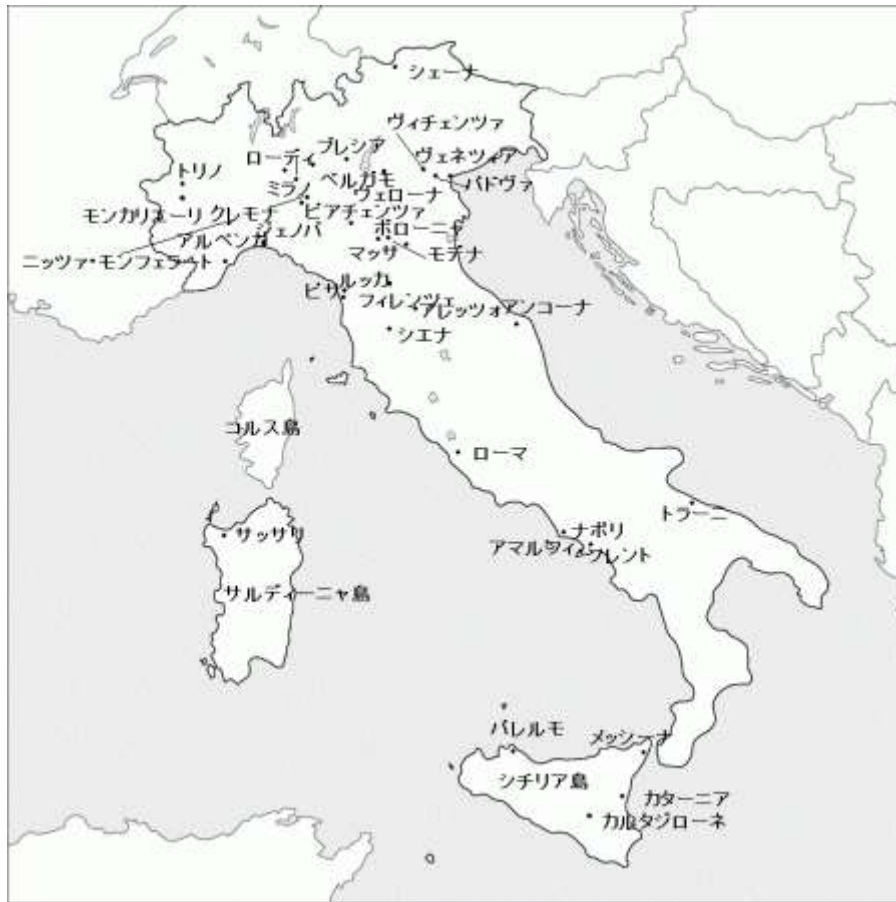 シェーナ
ヴィチェンツァ
ブレシア
ローディ
ヴェネツィア
トリノ
ベルガモ
パドヴァ
ミラノ
ヴェローナ
モンカリエーリ
クレモナ
ピアチェンツァ
アルベンガ
ジェノバ
ボローニャ
ニッツァ・モンフェラート
マッサ
モデナ
ルッカ
ピサ
フィレンツェ
アレッツォ
アンコーナ
シエナ
コルス島
ローマ
トラーニ
サッサリ
ナポリ
アマルフィ
サルディーニャ島
パレルモ
メッシーナ
シチリア島
カターニア
カルタジローネ